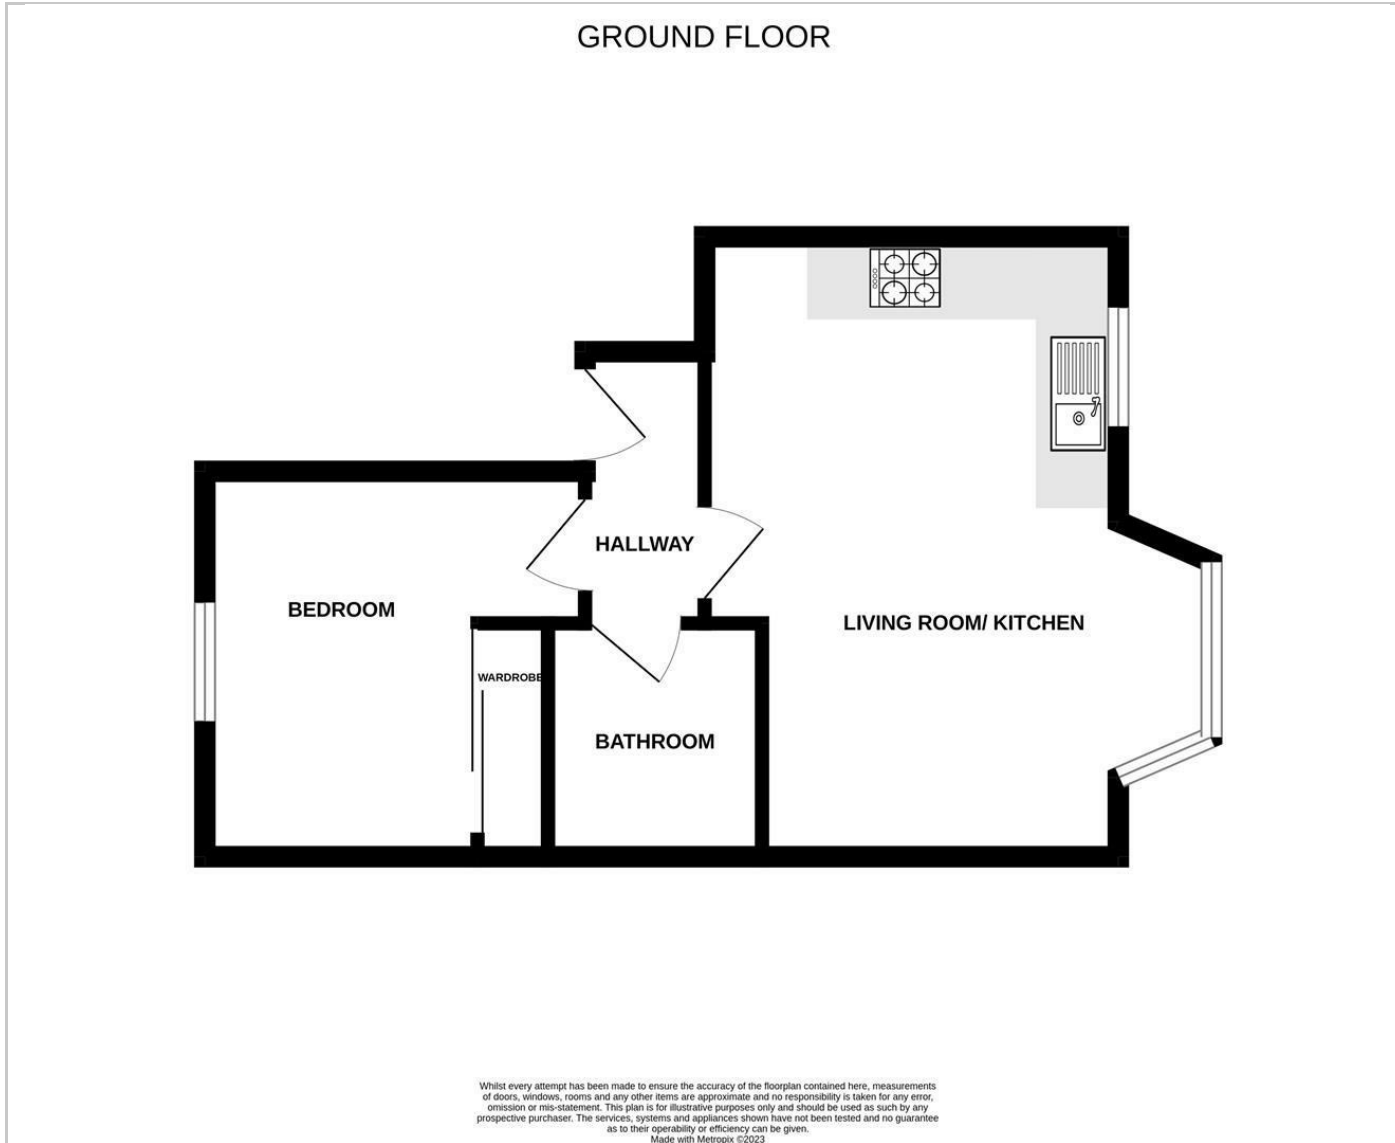 GROUND FLOOR
HALLWAY
BEDROOM
LIVING ROOM/ KITCHEN
WARDROBE
BATHROOM
Whilst every attempt has been made to ensure the accuracy of the floorplan contained here, measurements
of doors, windows, rooms and any other items are approximate and no responsibility is taken for any error,
omission or mis-statement. This plan is for illustrative purposes only and should be used as such by any
prospective purchaser. The services, systems and appliances shown have not been tested and no guarantee
as to their operability or efficiency can be given.
Made with Metropix ©2023